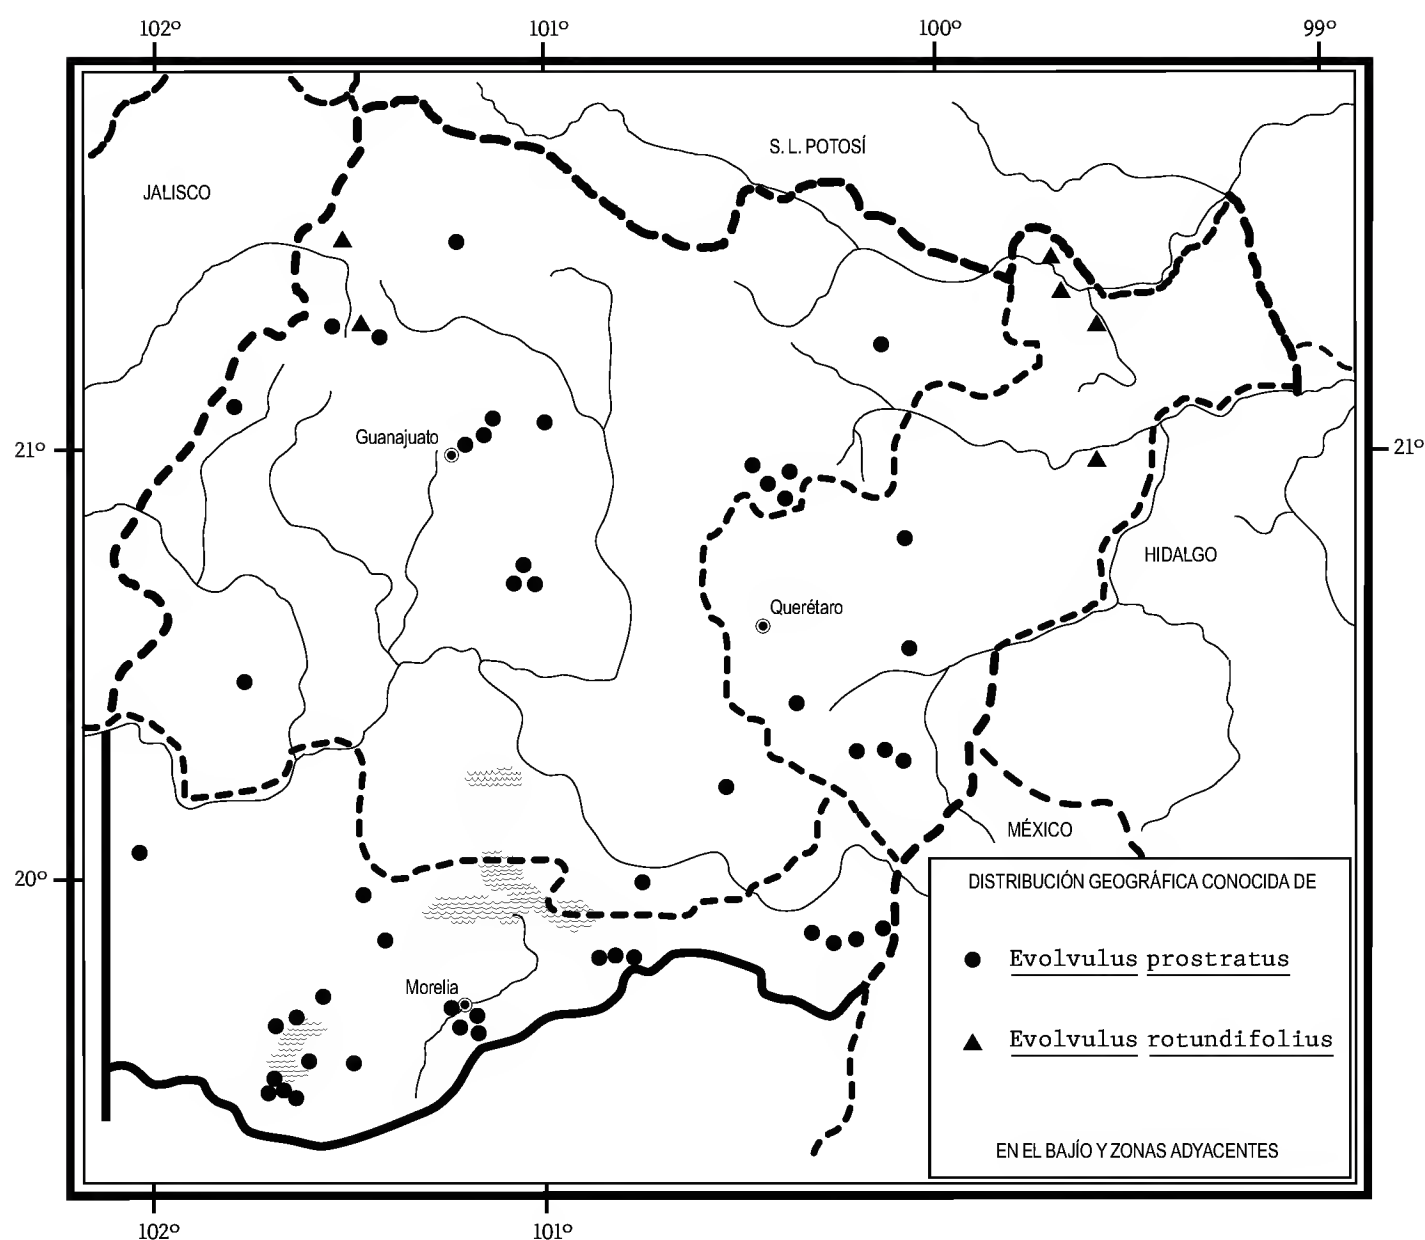 102º 101º 100º 99º
S. L. POTOSÍ
JALISCO
Guanajuato
21º 21º
HIDALGO
Querétaro
MÉXICO
20º
DISTRIBUCIÓN GEOGRÁFICA CONOCIDA DE
Evolvulus prostratus
Morelia
Evolvulus rotundifolius
EN EL BAJÍO Y ZONAS ADYACENTES
102º 101º